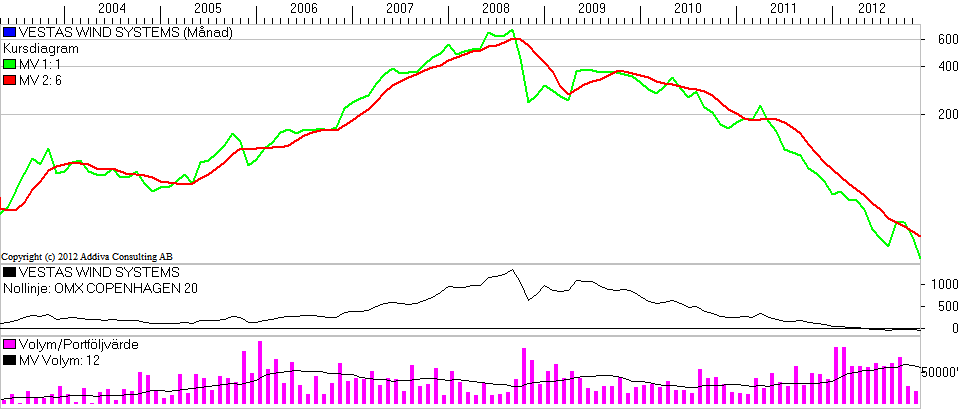 2004 2005 2006 2007 2008 2009 2010 2011 2012
VESTAS WIND SYSTEMS (Månad)
Kursdiagram
MV 1: 1
MV 2: 6
600
400
200
Copyright (c) 2012 Addiva Consulting AB
VESTAS WIND SYSTEMS
Nollinje: OMX COPENHAGEN 20
1000
500
0
Volym/Portföljvärde
MV Volym: 12
50000'